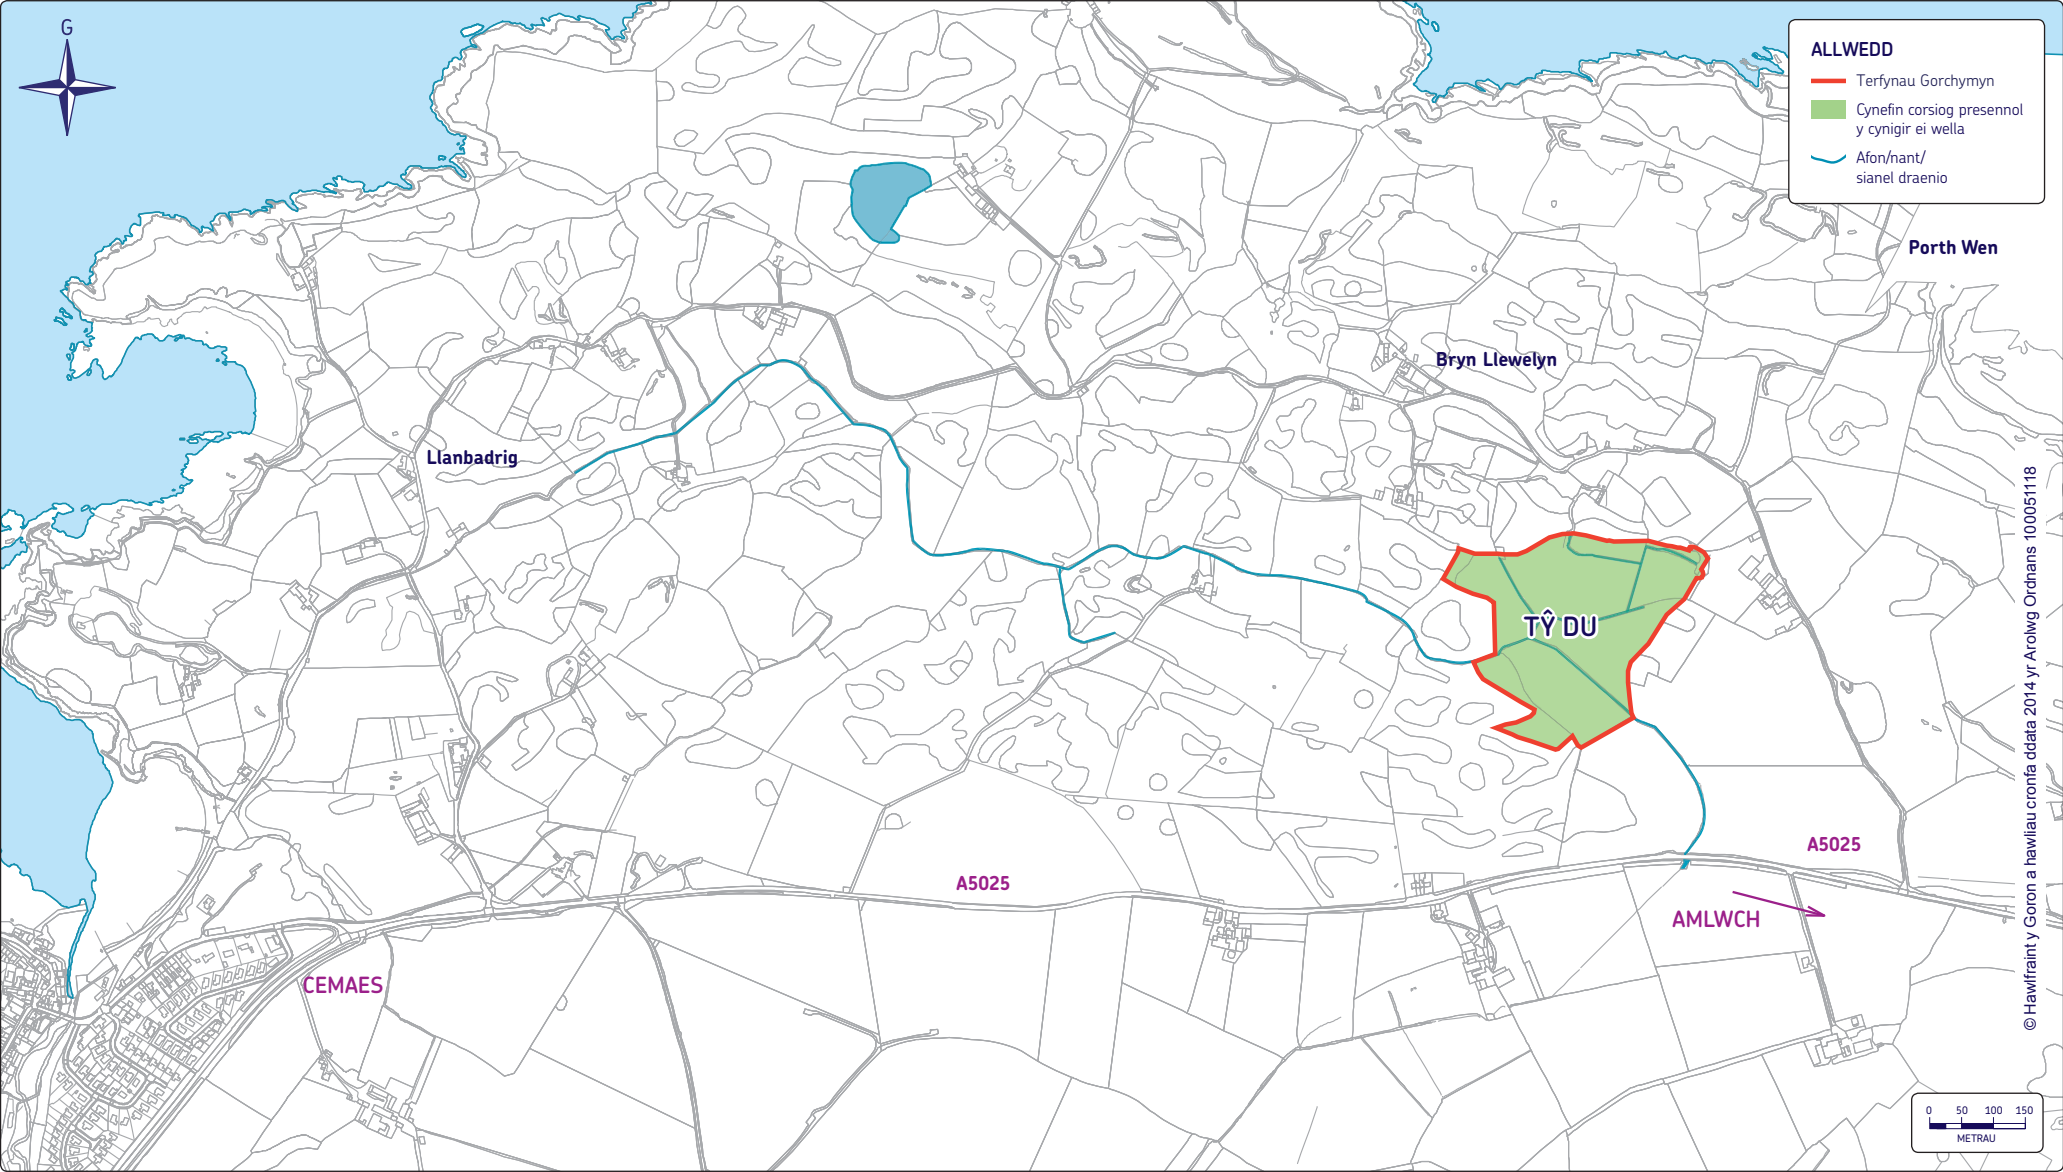 G
ALLWEDD
Terfynau Gorchymyn
Cynefin corsiog presennol
y cynigir ei wella
Afon/nant/
sianel draenio
Porth Wen
Bryn Llewelyn
Llanbadrig
TŶ DU
A5025
A5025
AMLWCH
CEMAES
© Hawlfraint y Goron a hawliau cronfa ddata 2014 yr Arolwg Ordnans 100051118
0 50 100 150
METRAU